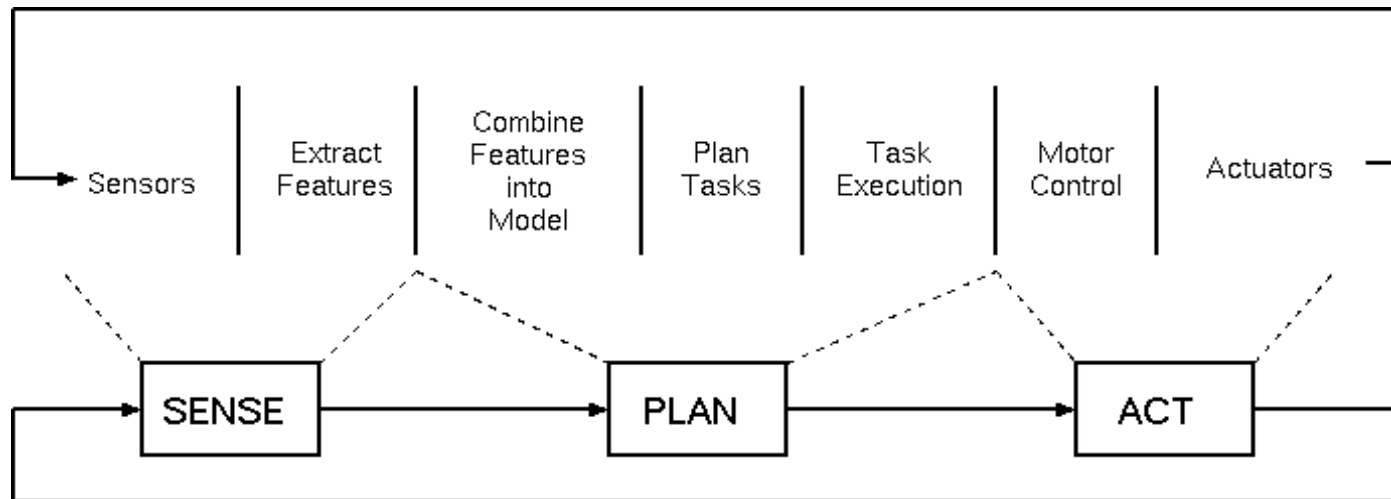 Sensors
Extract
Features
Combine
Features
into
Model
Plan
Tasks
Task
Execution
Motor
Control
Actuators
SENSE
PLAN
ACT